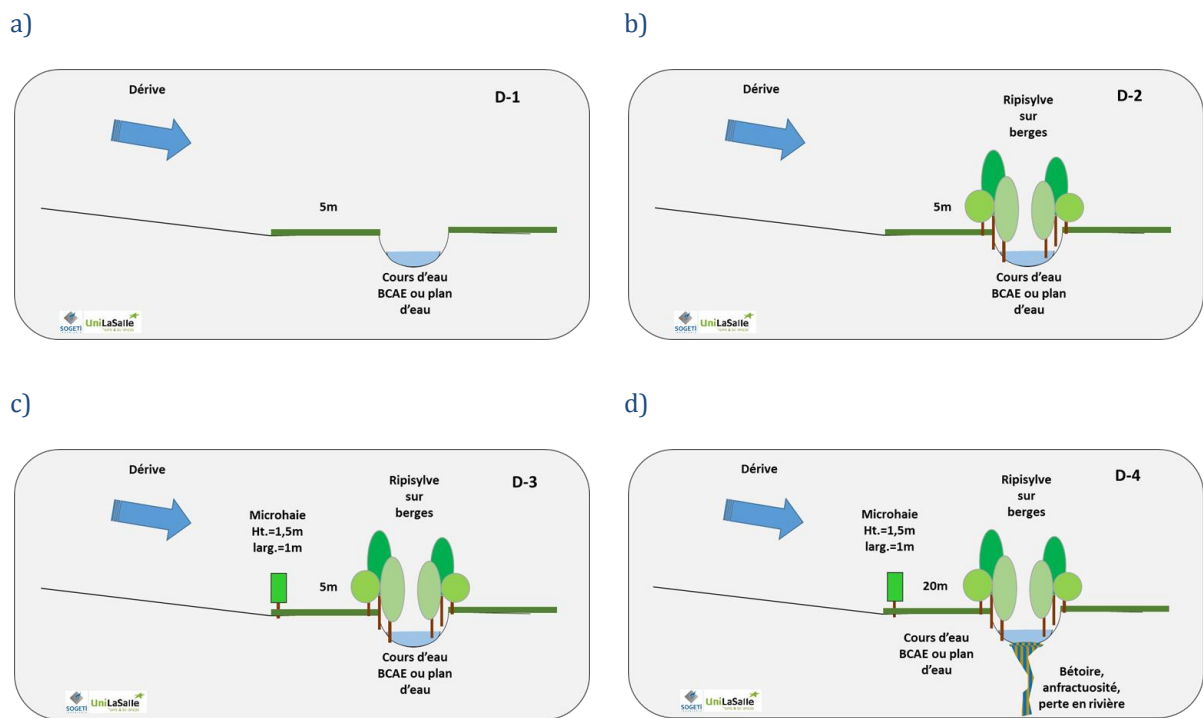 a)
Dérive
D-1
5m
Cours d'eau
BCAE ou plan
d'eau
SOGETI
UniLaSalle
b)
Dérive
Ripisylve
sur
berges
D-2
5m
Cours d'eau
BCAE ou plan
d'eau
SOGETI
UniLaSalle
c)
Dérive
Ripisylve
sur
berges
D-3
Microhaie
Ht.=1,5m
larg.=1m
5m
Cours d'eau
BCAE ou plan
d'eau
SOGETI
UniLaSalle
d)
Dérive
Ripisylve
sur
berges
D-4
Microhaie
Ht.=1,5m
larg.=1m
20m
Cours d'eau
BCAE ou plan
d'eau
Bétoire,
anfractuosité,
perte en rivière
SOGETI
UniLaSalle